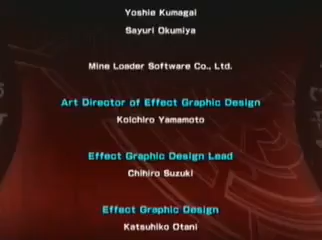 Yoshie Kumagai
Sayuri Okumiya
Mine Loader Software Co., Ltd.
Art Director of Effect Graphic Design
Koichiro Yamamoto
Effect Graphic Design Lead
Chihiro Suzuki
Effect Graphic Design
Katsuhiko Otani